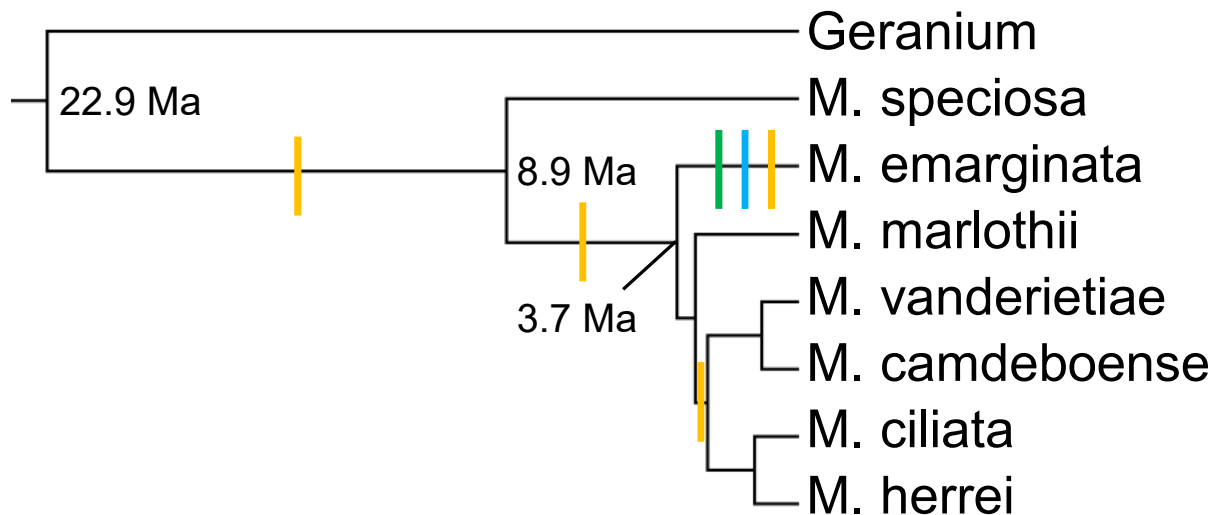 Geranium
22.9 Ma
M. speciosa
8.9 Ma
M. emarginata
M. marlothii
3.7 Ma
M. vanderietiae
M. camdeboense
M. ciliata
M. herrei